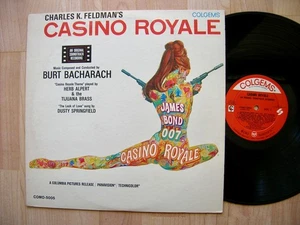 CHARLES K. FELDMAN'S
COLGEMS
CASINO ROYALE
AN ORIGINAL
SOUNDTRACK
RECORDING
Music Composed and Conducted by
BURT BACHARACH
"Casino Royale Theme" played by
HERB ALPERT &
THE TIJUANA BRASS
"The Look of Love" sung by
DUSTY SPRINGFIELD
JAMES
BOND
007
CASINO ROYALE
A COLUMBIA PICTURES RELEASE / PANAVISION® / TECHNICOLOR®
COMO-5005
COLGEMS